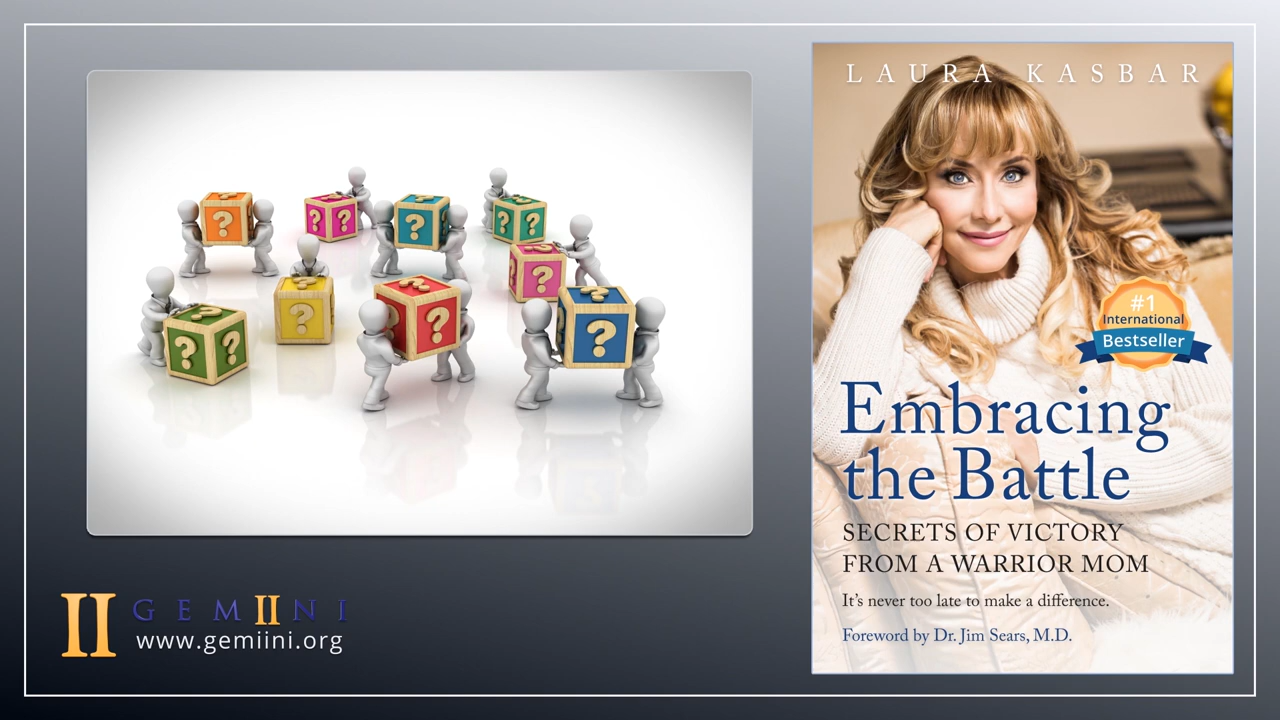 LAURA KASBAR
#1
International
Bestseller
Embracing
the Battle
SECRETS OF VICTORY
FROM A WARRIOR MOM
It's never too late to make a difference.
Foreword by Dr. Jim Sears, M.D.
II GEMIINI
www.gemiini.org
? ? ? ? ? ? ? ? ? ? ? ? ? ? ? ? ? ? ? ?